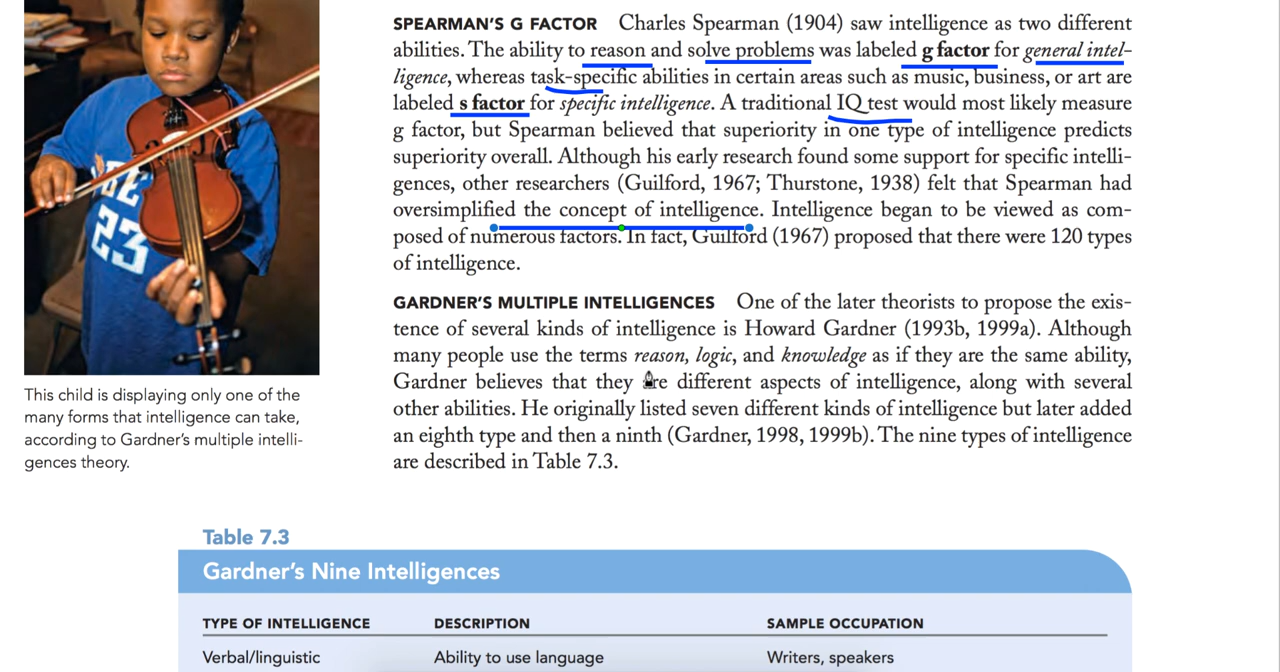 SPEARMAN'S G FACTOR Charles Spearman (1904) saw intelligence as two different
abilities. The ability to reason and solve problems was labeled g factor for general intel-
ligence, whereas task-specific abilities in certain areas such as music, business, or art are
labeled s factor for specific intelligence. A traditional IQ test would most likely measure
g factor, but Spearman believed that superiority in one type of intelligence predicts
superiority overall. Although his early research found some support for specific intelli-
gences, other researchers (Guilford, 1967; Thurstone, 1938) felt that Spearman had
oversimplified the concept of intelligence. Intelligence began to be viewed as com-
posed of numerous factors. In fact, Guilford (1967) proposed that there were 120 types
of intelligence.
GARDNER'S MULTIPLE INTELLIGENCES One of the later theorists to propose the exis-
tence of several kinds of intelligence is Howard Gardner (1993b, 1999a). Although
many people use the terms reason, logic, and knowledge as if they are the same ability,
Gardner believes that they are different aspects of intelligence, along with several
other abilities. He originally listed seven different kinds of intelligence but later added
an eighth type and then a ninth (Gardner, 1998, 1999b). The nine types of intelligence
are described in Table 7.3.
23
This child is displaying only one of the
many forms that intelligence can take,
according to Gardner's multiple intelli-
gences theory.
Table 7.3
Gardner's Nine Intelligences
TYPE OF INTELLIGENCE DESCRIPTION SAMPLE OCCUPATION
Verbal/linguistic Ability to use language Writers, speakers